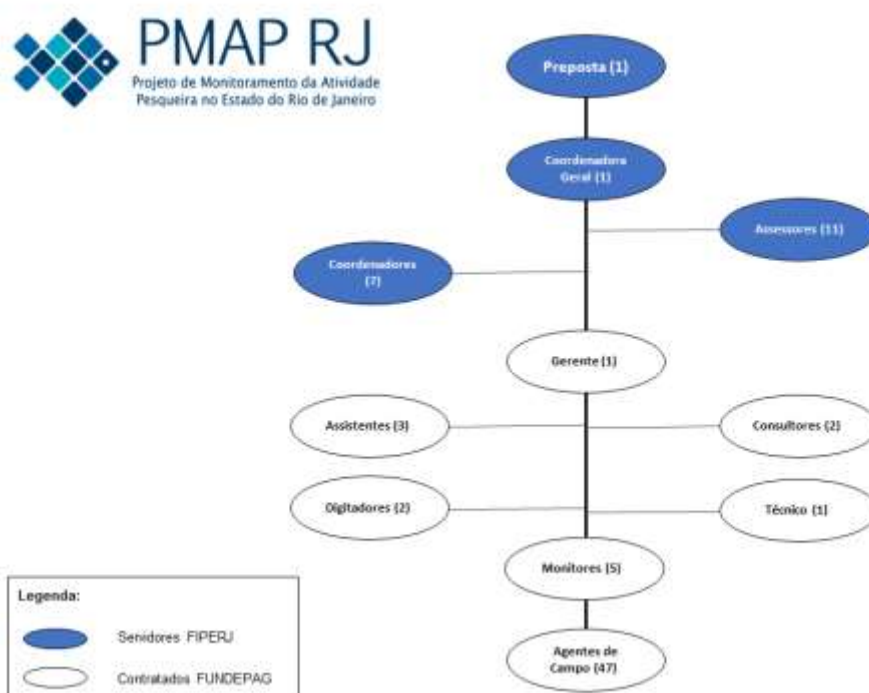 PMAP RJ
Projeto de Monitoramento da Atividade
Pesqueira no Estado do Rio de Janeiro
Preposta (1)
Coordenadora
Geral (1)
Assessores (11)
Coordenadores
(7)
Gerente (1)
Assistentes (3)
Consultores (2)
Digitadores (2)
Técnico (1)
Monitores (5)
Agentes de
Campo (47)
Legenda:
Servidores FIPERJ
Contratados FUNDEPAG